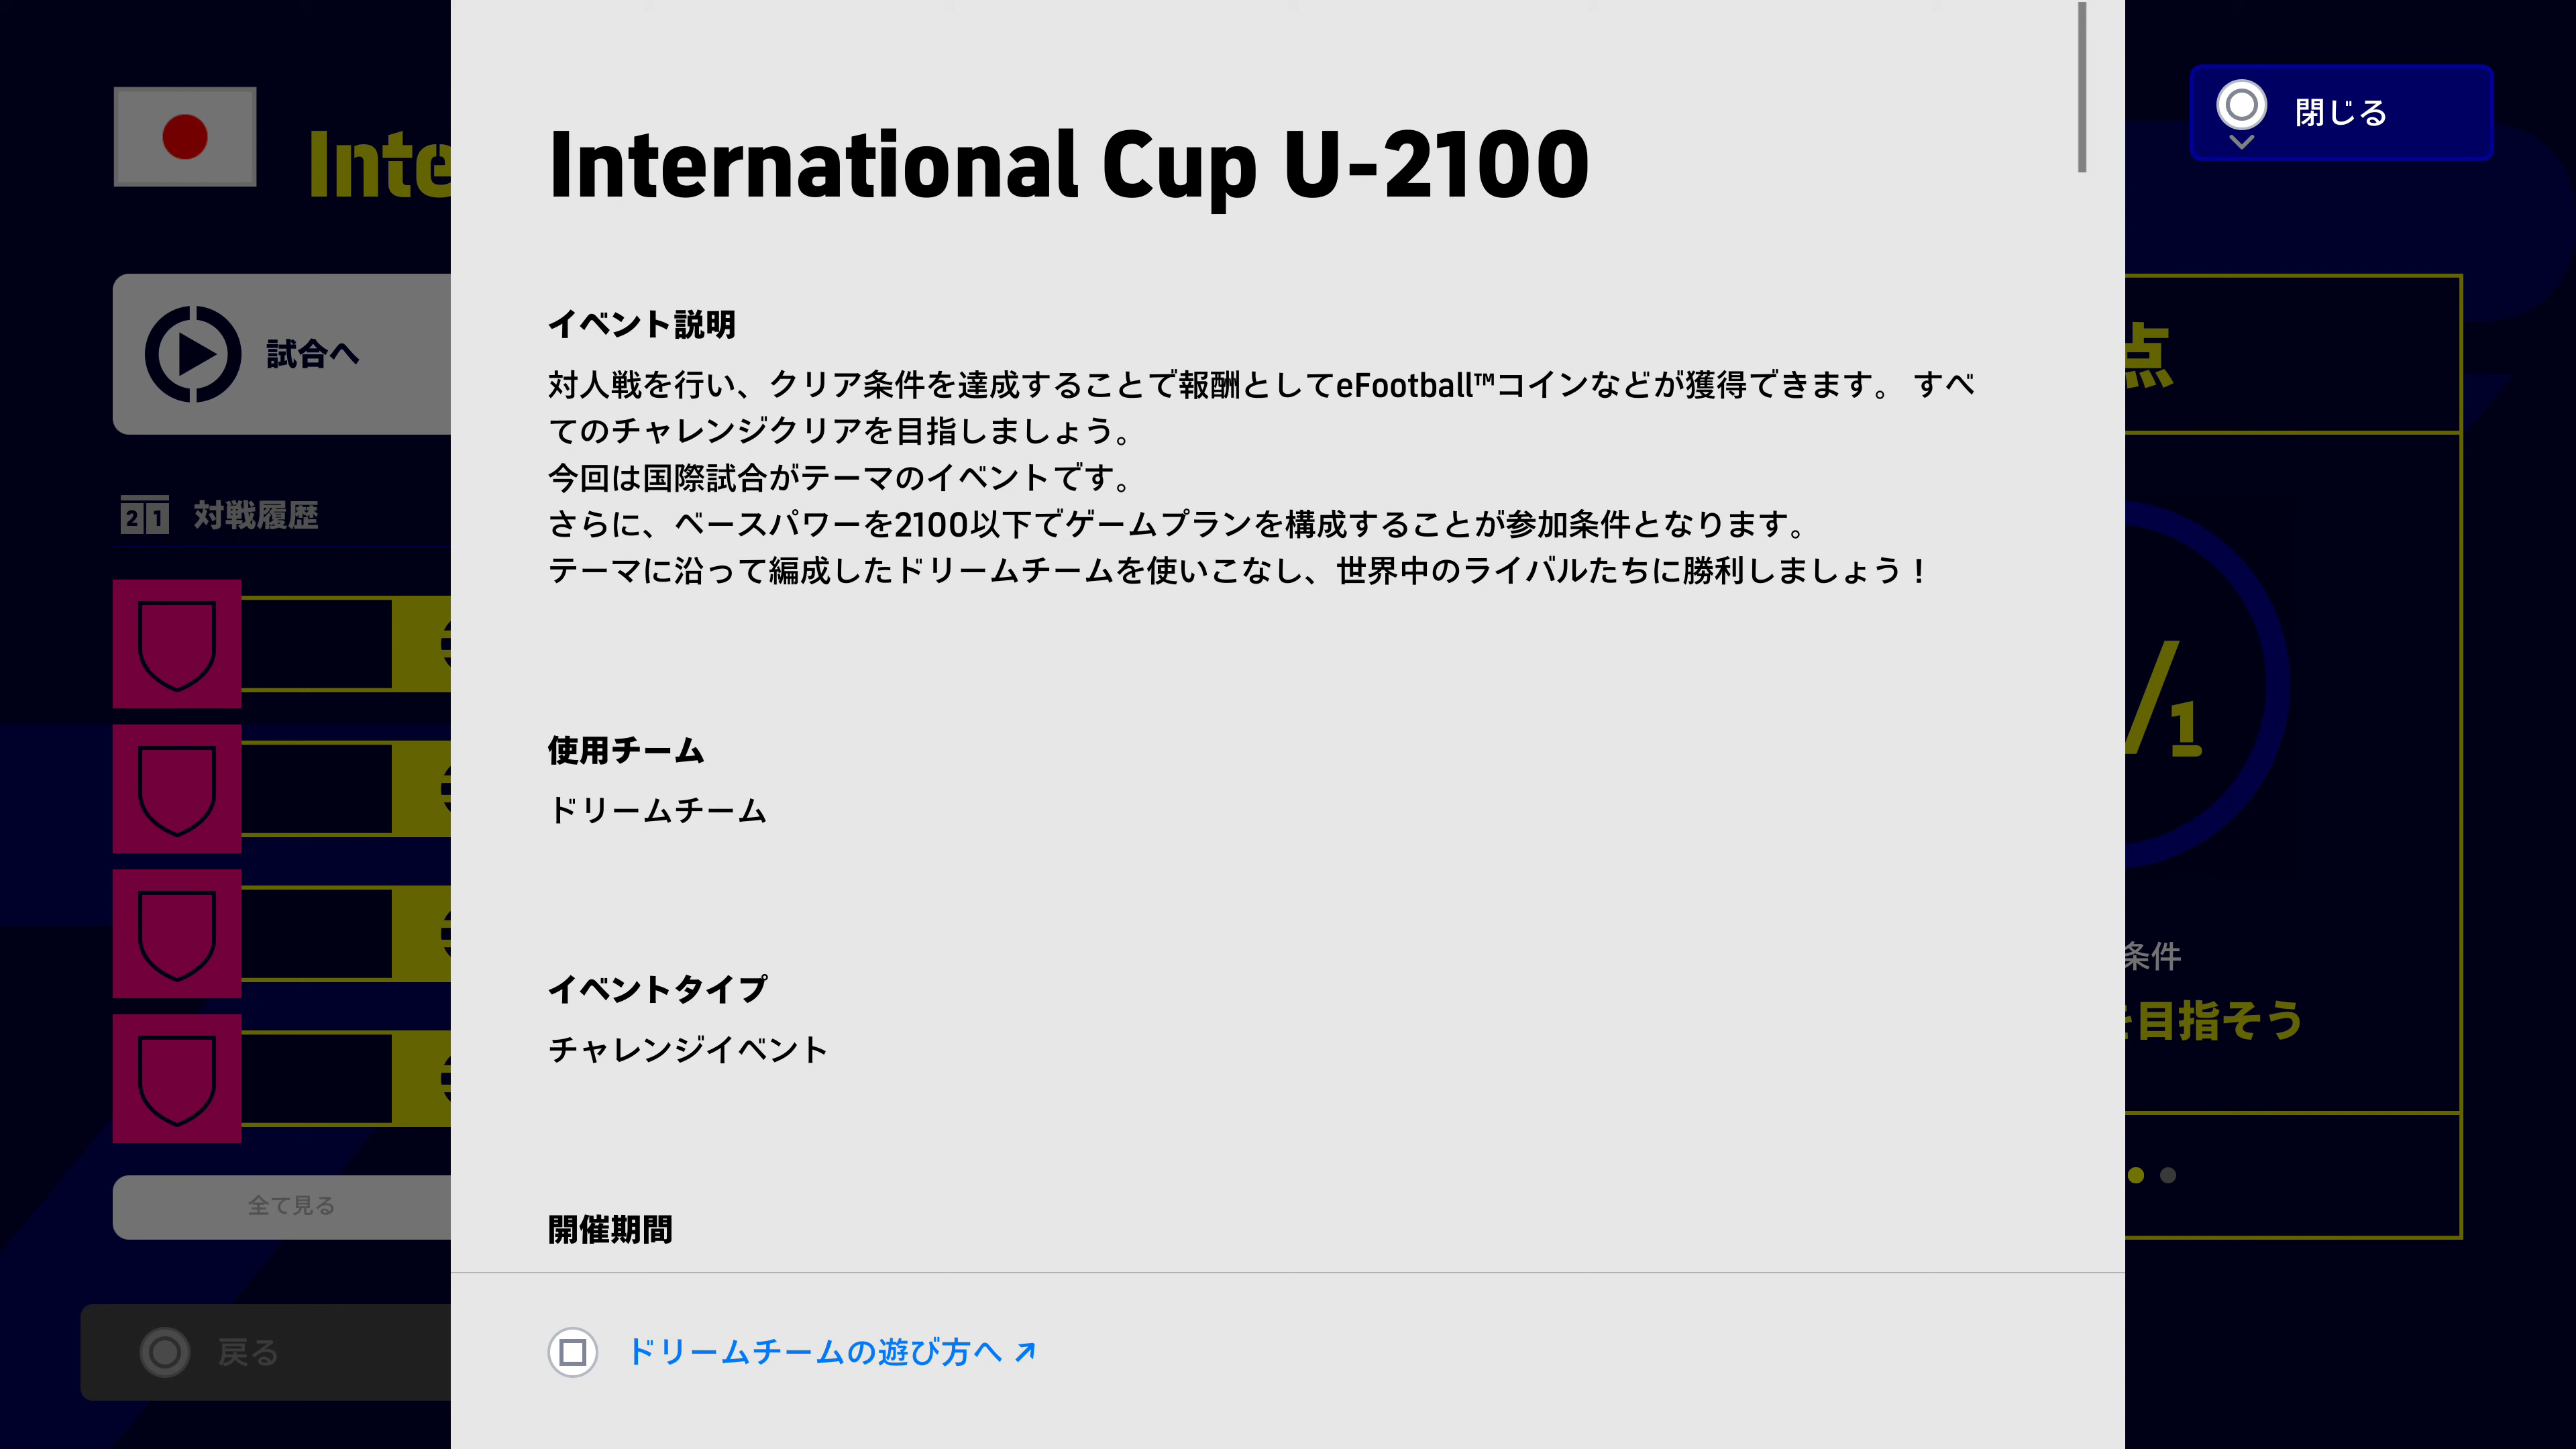 Inte
閉じる
試合へ
21 対戦履歴
全て見る
戻る
International Cup U-2100
イベント説明
対人戦を行い、クリア条件を達成することで報酬としてeFootball™コインなどが獲得できます。 すべ
てのチャレンジクリアを目指しましょう。
今回は国際試合がテーマのイベントです。
さらに、ベースパワーを2100以下でゲームプランを構成することが参加条件となります。
テーマに沿って編成したドリームチームを使いこなし、世界中のライバルたちに勝利しましょう！
使用チーム
ドリームチーム
イベントタイプ
チャレンジイベント
開催期間
ドリームチームの遊び方へ
点
/1
条件
を目指そう